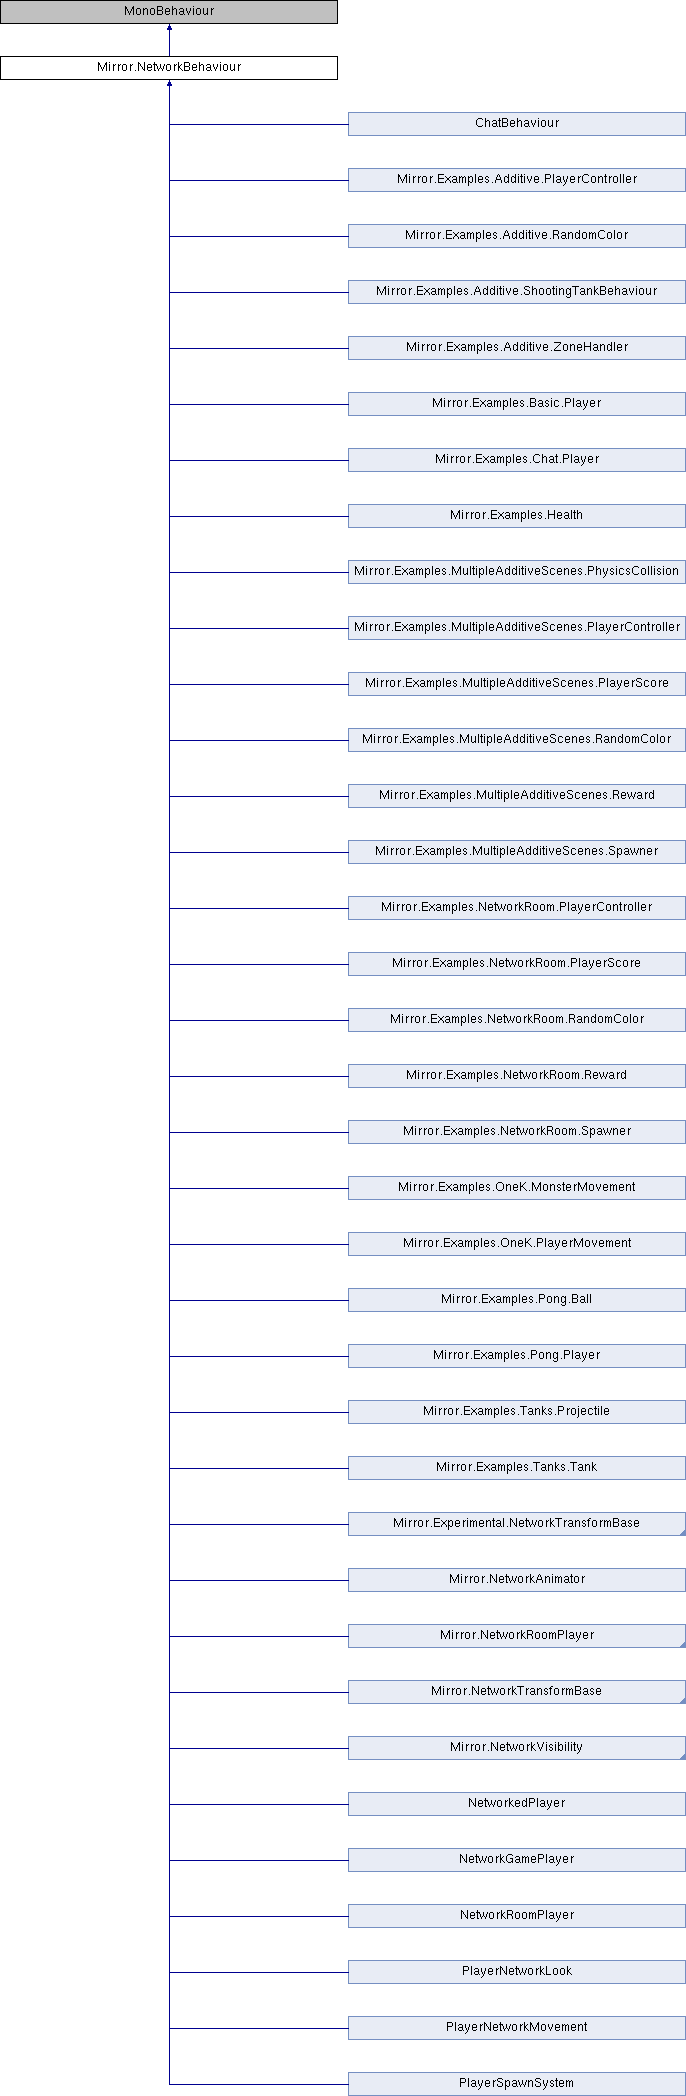 MonoBehaviour
Mirror.NetworkBehaviour
ChatBehaviour
Mirror.Examples.Additive.PlayerController
Mirror.Examples.Additive.RandomColor
Mirror.Examples.Additive.ShootingTankBehaviour
Mirror.Examples.Additive.ZoneHandler
Mirror.Examples.Basic.Player
Mirror.Examples.Chat.Player
Mirror.Examples.Health
Mirror.Examples.MultipleAdditiveScenes.PhysicsCollision
Mirror.Examples.MultipleAdditiveScenes.PlayerController
Mirror.Examples.MultipleAdditiveScenes.PlayerScore
Mirror.Examples.MultipleAdditiveScenes.RandomColor
Mirror.Examples.MultipleAdditiveScenes.Reward
Mirror.Examples.MultipleAdditiveScenes.Spawner
Mirror.Examples.NetworkRoom.PlayerController
Mirror.Examples.NetworkRoom.PlayerScore
Mirror.Examples.NetworkRoom.RandomColor
Mirror.Examples.NetworkRoom.Reward
Mirror.Examples.NetworkRoom.Spawner
Mirror.Examples.OneK.MonsterMovement
Mirror.Examples.OneK.PlayerMovement
Mirror.Examples.Pong.Ball
Mirror.Examples.Pong.Player
Mirror.Examples.Tanks.Projectile
Mirror.Examples.Tanks.Tank
Mirror.Experimental.NetworkTransformBase
Mirror.NetworkAnimator
Mirror.NetworkRoomPlayer
Mirror.NetworkTransformBase
Mirror.NetworkVisibility
NetworkedPlayer
NetworkGamePlayer
NetworkRoomPlayer
PlayerNetworkLook
PlayerNetworkMovement
PlayerSpawnSystem